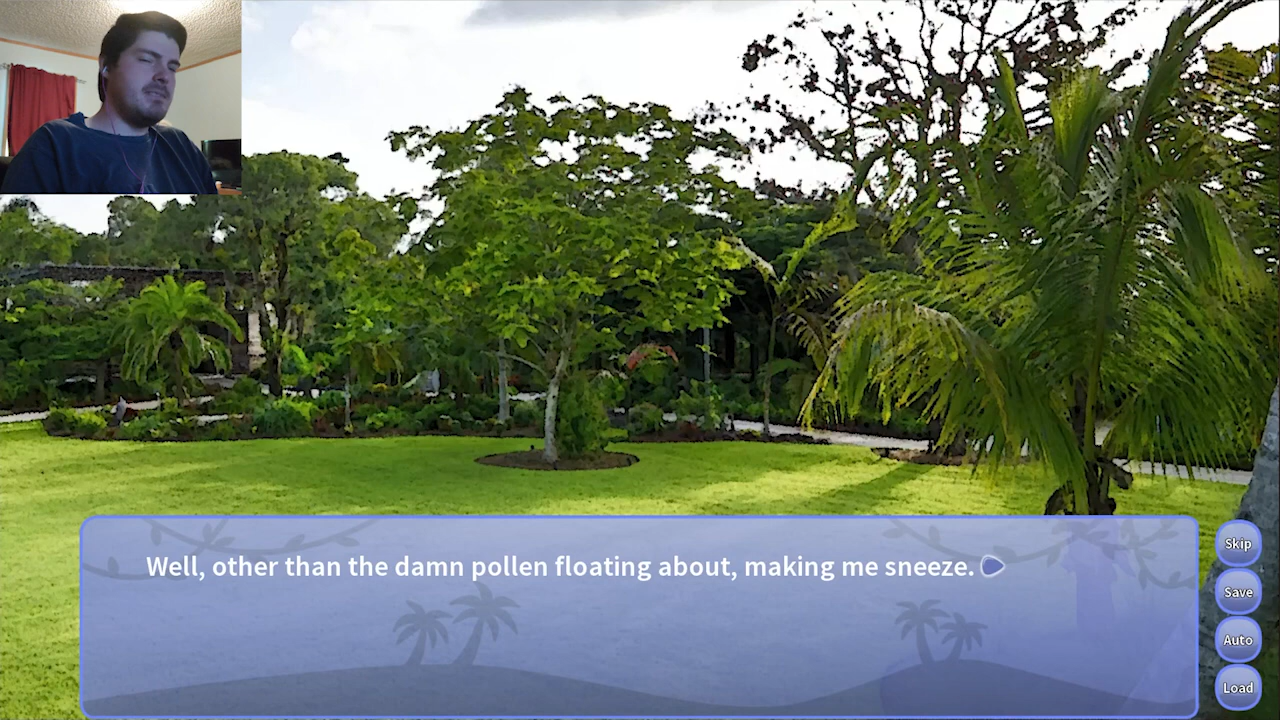 Well, other than the damn pollen floating about, making me sneeze.
Skip
Save
Auto
Load